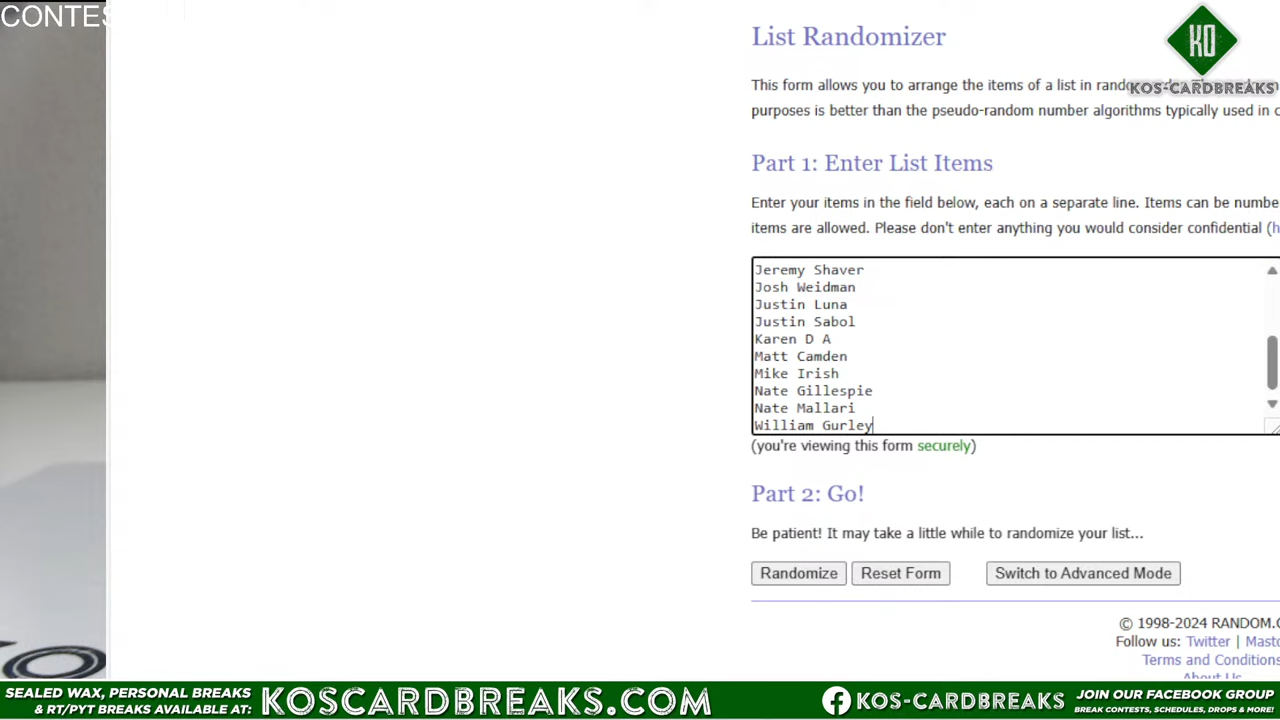 CONTES
List Randomizer
KO
KOS-CARDBREAKS
This form allows you to arrange the items of a list in
purposes is better than the pseudo-random number algorithms typically used in c
Part 1: Enter List Items
Enter your items in the field below, each on a separate line. Items can be numbe
items are allowed. Please don't enter anything you would consider confidential (h
Jeremy Shaver
Josh Weidman
Justin Luna
Justin Sabol
Karen D A
Matt Camden
Mike Irish
Nate Gillespie
Nate Mallari
William Gurley
(you're viewing this form securely)
Part 2: Go!
Be patient! It may take a little while to randomize your list...
Randomize Reset Form Switch to Advanced Mode
© 1998-2024 RANDOM.O
Follow us: Twitter | Masto
Terms and Conditions
About Us
SEALED WAX, PERSONAL BREAKS
& RT/PYT BREAKS AVAILABLE AT:
KOSCARDBREAKS.COM
KOS-CARDBREAKS
JOIN OUR FACEBOOK GROUP
BREAK CONTESTS, SCHEDULES, DROPS & MORE!